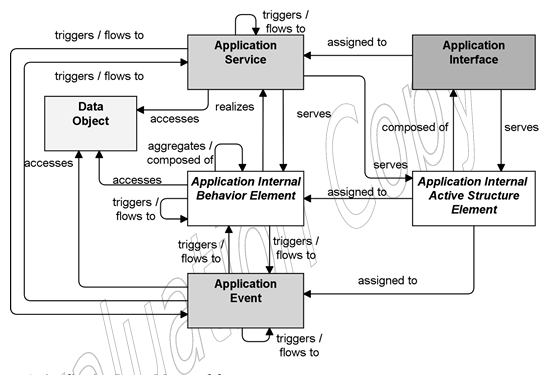 triggers /
flows to
triggers / flows to
Application
Service
assigned to
Application
Interface
triggers / flows to
Data
Object
accesses
realizes
serves
composed of
serves
aggregates /
composed of
serves
accesses
accesses
Application Internal
Behavior Element
assigned to
Application Internal
Active Structure
Element
triggers /
flows to
triggers /
flows to
triggers /
flows to
Application
Event
assigned to
triggers /
flows to